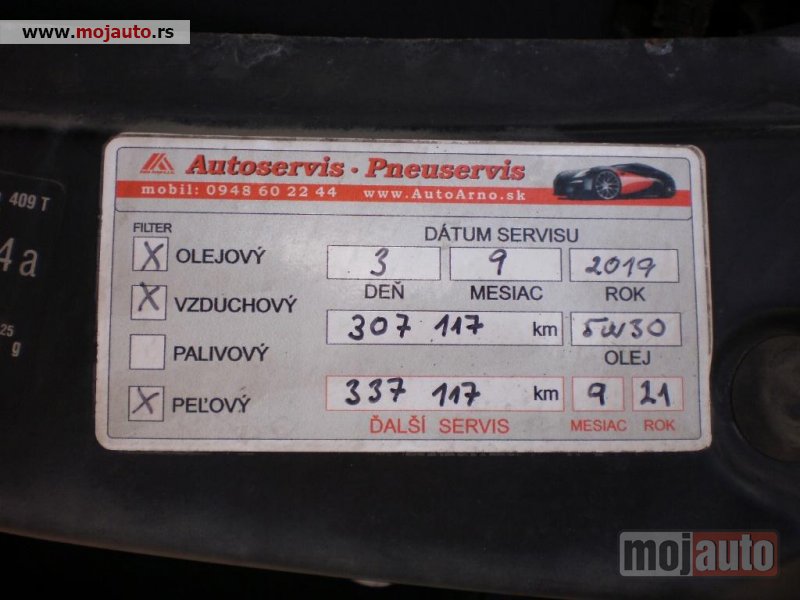 www.mojauto.rs
Autoservis · Pneuservis
mobil: 0948 60 22 44 www.AutoArno.sk
409 T
4a
25
g
FILTER
X OLEJOVÝ
X VZDUCHOVÝ
PALIVOVÝ
X PEĽOVÝ
DÁTUM SERVISU
3 9 2019
DEŇ MESIAC ROK
307 117 km 5W30
OLEJ
337 117 km 9 21
ĎALŠÍ SERVIS MESIAC ROK
mojauto